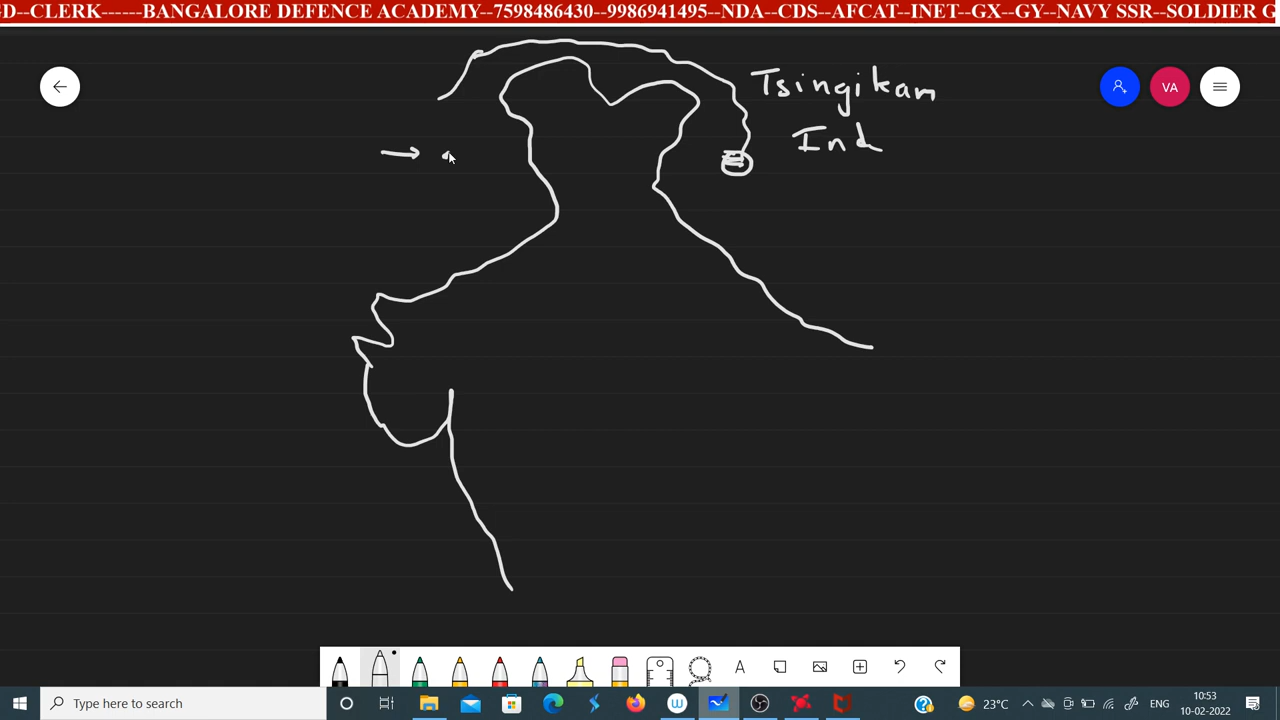 D--CLERK------BANGALORE DEFENCE ACADEMY--7598486430--9986941495--NDA--CDS--AFCAT--INET--GX--GY--NAVY SSR--SOLDIER G
VA
Tsingikam
Ind
A
Type here to search
23°C
ENG
10:53
10-02-2022